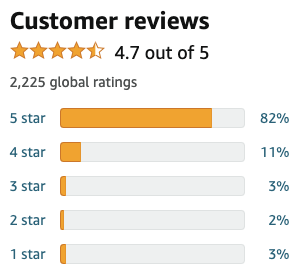 Customer reviews
4.7 out of 5
2,225 global ratings
5 star 82%
4 star 11%
3 star 3%
2 star 2%
1 star 3%